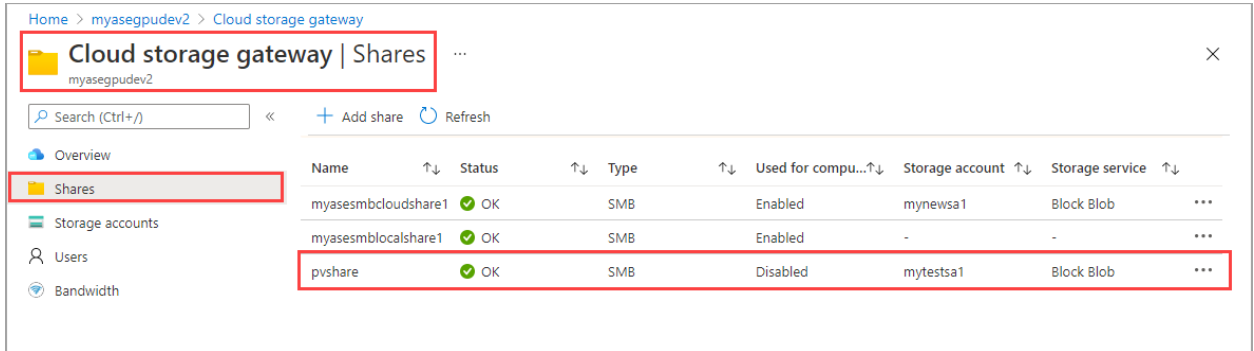 Home > myasegpudev2 > Cloud storage gateway
Cloud storage gateway | Shares ...
myasegpudev2
Search (Ctrl+/) «
+ Add share Refresh
Overview
Shares
Storage accounts
Users
Bandwidth
Name ↑↓ Status ↑↓ Type ↑↓ Used for compu...↑↓ Storage account ↑↓ Storage service ↑↓
myasesmbcloudshare1 OK SMB Enabled mynewsa1 Block Blob ...
myasesmblocalshare1 OK SMB Enabled - - ...
pvshare OK SMB Disabled mytestsa1 Block Blob ...